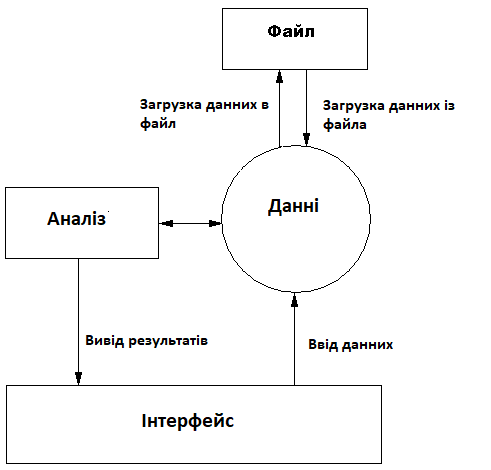 Файл
Загрузка данних в
файл
Загрузка данних із
файла
Данні
Аналіз
Вивід результатів
Ввід данних
Інтерфейс